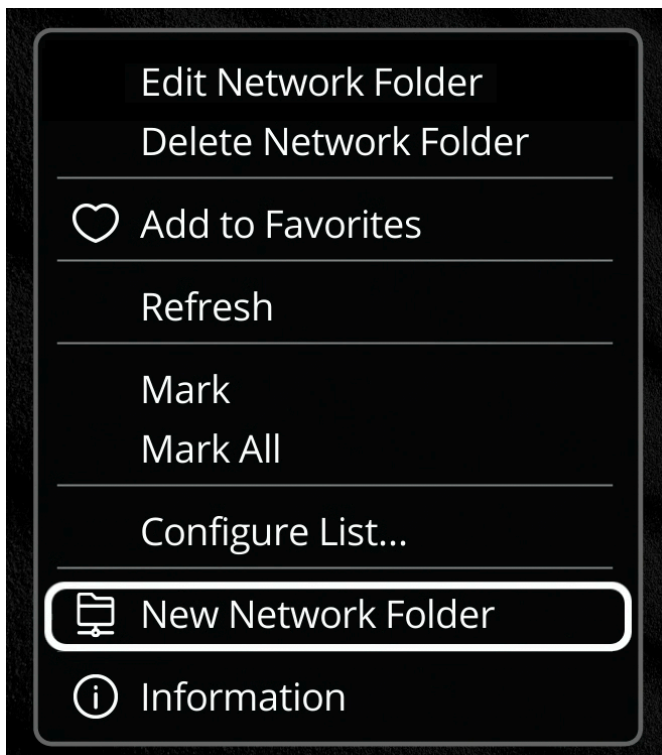 Edit Network Folder
Delete Network Folder
Add to Favorites
Refresh
Mark
Mark All
Configure List...
New Network Folder
Information